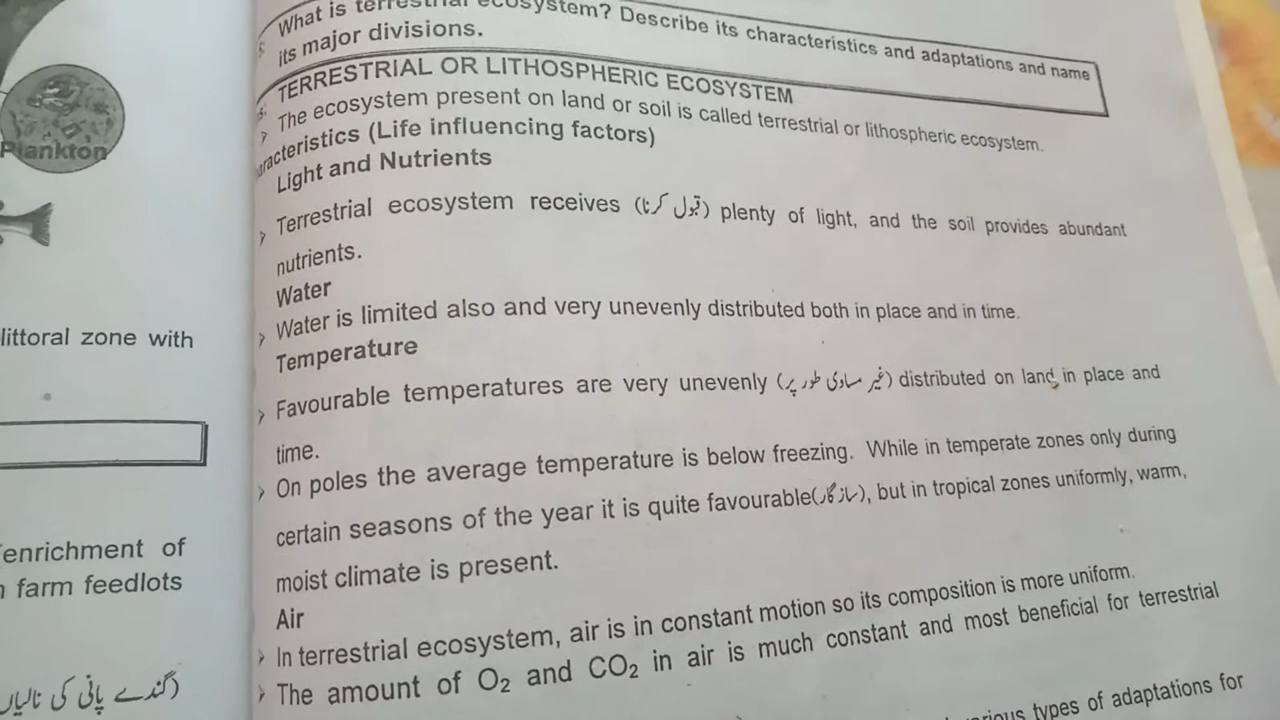 Plankton
littoral zone with
enrichment of
farm feedlots
(گندے پانی کی نالیاں
What is terrestrial ecosystem? Describe its characteristics and adaptations and name
its major divisions.
TERRESTRIAL OR LITHOSPHERIC ECOSYSTEM
The ecosystem present on land or soil is called terrestrial or lithospheric ecosystem.
aracteristics (Life influencing factors)
Light and Nutrients
Terrestrial ecosystem receives (قبول کرنا) plenty of light, and the soil provides abundant
nutrients.
Water
Water is limited also and very unevenly distributed both in place and in time.
Temperature
Favourable temperatures are very unevenly (غیر مساوی طور پر) distributed on land in place and
time.
On poles the average temperature is below freezing. While in temperate zones only during
certain seasons of the year it is quite favourable(سازگار), but in tropical zones uniformly, warm,
moist climate is present.
Air
In terrestrial ecosystem, air is in constant motion so its composition is more uniform.
The amount of O₂ and CO₂ in air is much constant and most beneficial for terrestrial
types of adaptations for